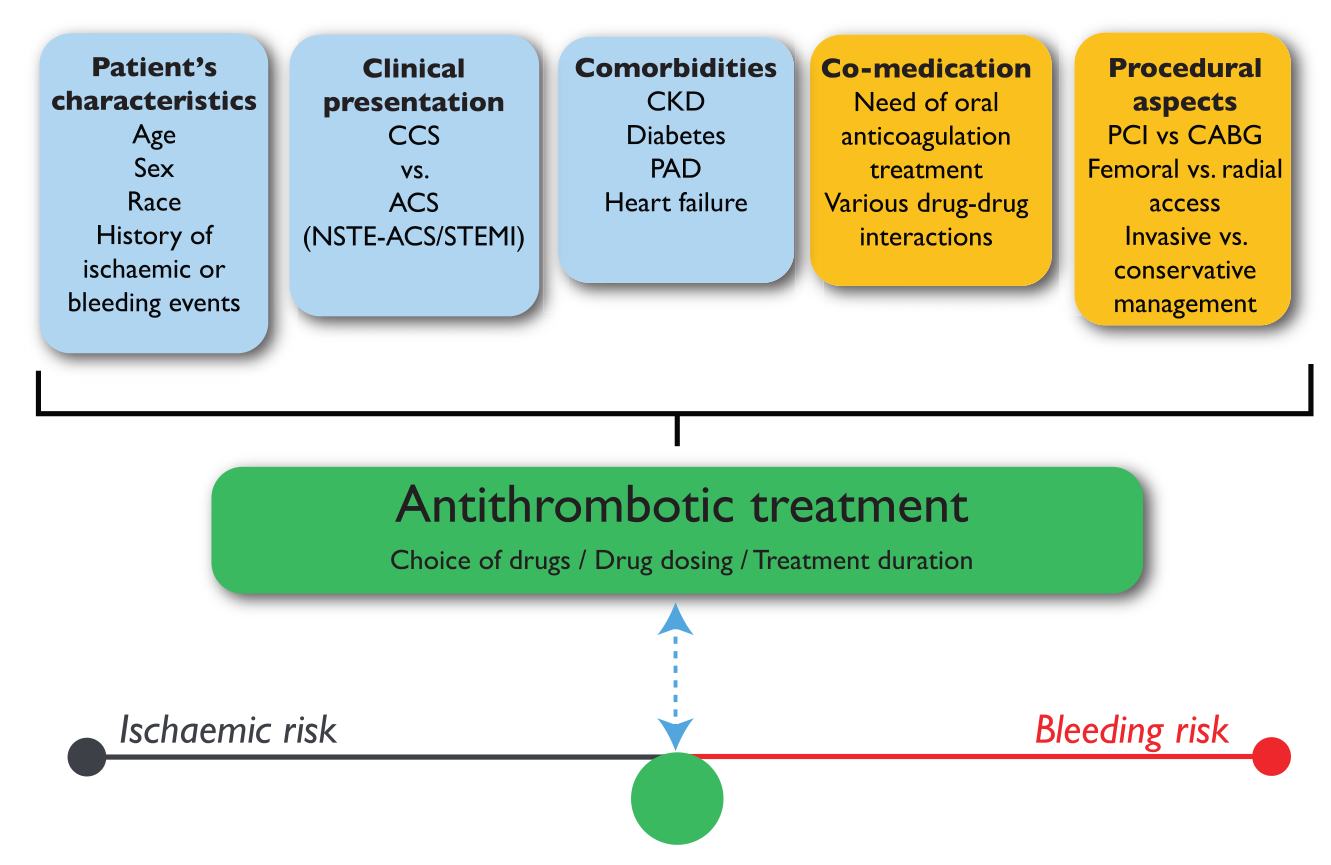 Patient's
characteristics
Age
Sex
Race
History of
ischaemic or
bleeding events
Clinical
presentation
CCS
vs.
ACS
(NSTE-ACS/STEMI)
Comorbidities
CKD
Diabetes
PAD
Heart failure
Co-medication
Need of oral
anticoagulation
treatment
Various drug-drug
interactions
Procedural
aspects
PCI vs CABG
Femoral vs. radial
access
Invasive vs.
conservative
management
Antithrombotic treatment
Choice of drugs / Drug dosing / Treatment duration
Ischaemic risk
Bleeding risk